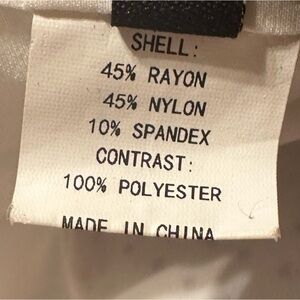 SHELL:
45% RAYON
45% NYLON
10% SPANDEX
CONTRAST:
100% POLYESTER
MADE IN CHINA